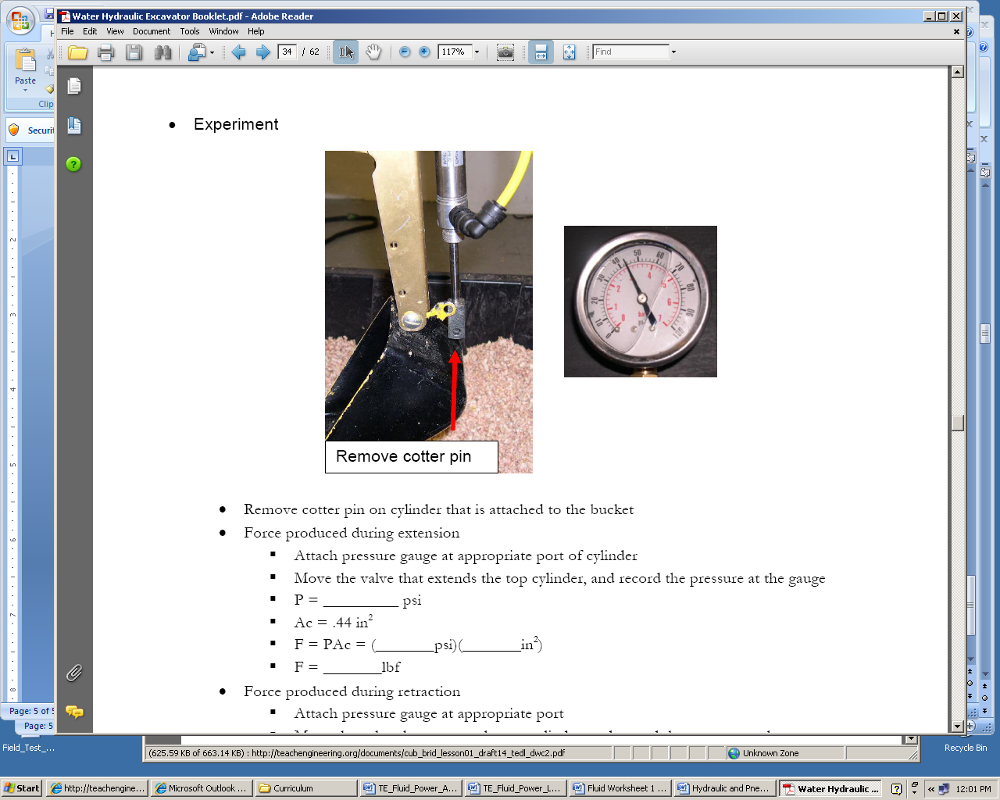 Water Hydraulic Excavator Booklet.pdf - Adobe Reader
File Edit View Document Tools Window Help
34 / 62 117% Find
Paste
Clip
Securit
• Experiment
Remove cotter pin
• Remove cotter pin on cylinder that is attached to the bucket
• Force produced during extension
▪ Attach pressure gauge at appropriate port of cylinder
▪ Move the valve that extends the top cylinder, and record the pressure at the gauge
▪ P = _________ psi
▪ Ac = .44 in²
▪ F = PAc = (_______psi)(_______in²)
▪ F = _______lbf
• Force produced during retraction
▪ Attach pressure gauge at appropriate port
Page: 5 of 5
Page: 5
Field_Test_...
(625.59 KB of 663.14 KB) : http://teachengineering.org/documents/cub_brid_lesson01_draft14_tedl_dwc2.pdf
Unknown Zone
Recycle Bin
Start http://teachengine... Microsoft Outlook ... Curriculum TE_Fluid_Power_A... TE_Fluid_Power_L... Fluid Worksheet 1 ... Hydraulic and Pne... Water Hydraulic ... 12:01 PM